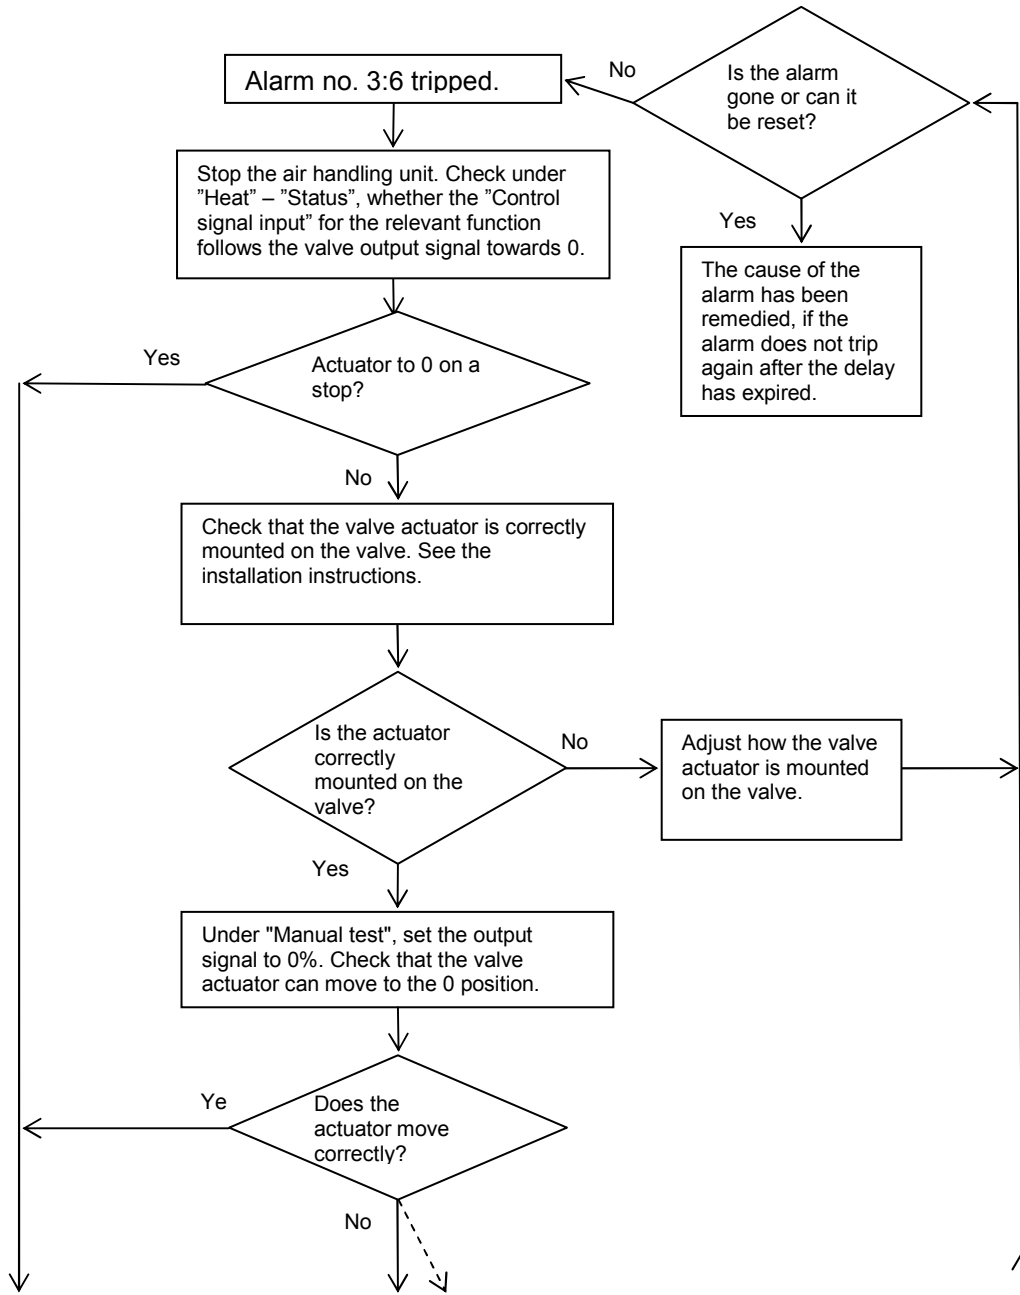 Alarm no. 3:6 tripped.
No
Is the alarm
gone or can it
be reset?
Stop the air handling unit. Check under
”Heat” – ”Status”, whether the ”Control
signal input” for the relevant function
follows the valve output signal towards 0.
Yes
The cause of the
alarm has been
remedied, if the
alarm does not trip
again after the delay
has expired.
Yes
Actuator to 0 on a
stop?
No
Check that the valve actuator is correctly
mounted on the valve. See the
installation instructions.
Is the actuator
correctly
mounted on the
valve?
No
Adjust how the valve
actuator is mounted
on the valve.
Yes
Under "Manual test", set the output
signal to 0%. Check that the valve
actuator can move to the 0 position.
Ye
Does the
actuator move
correctly?
No